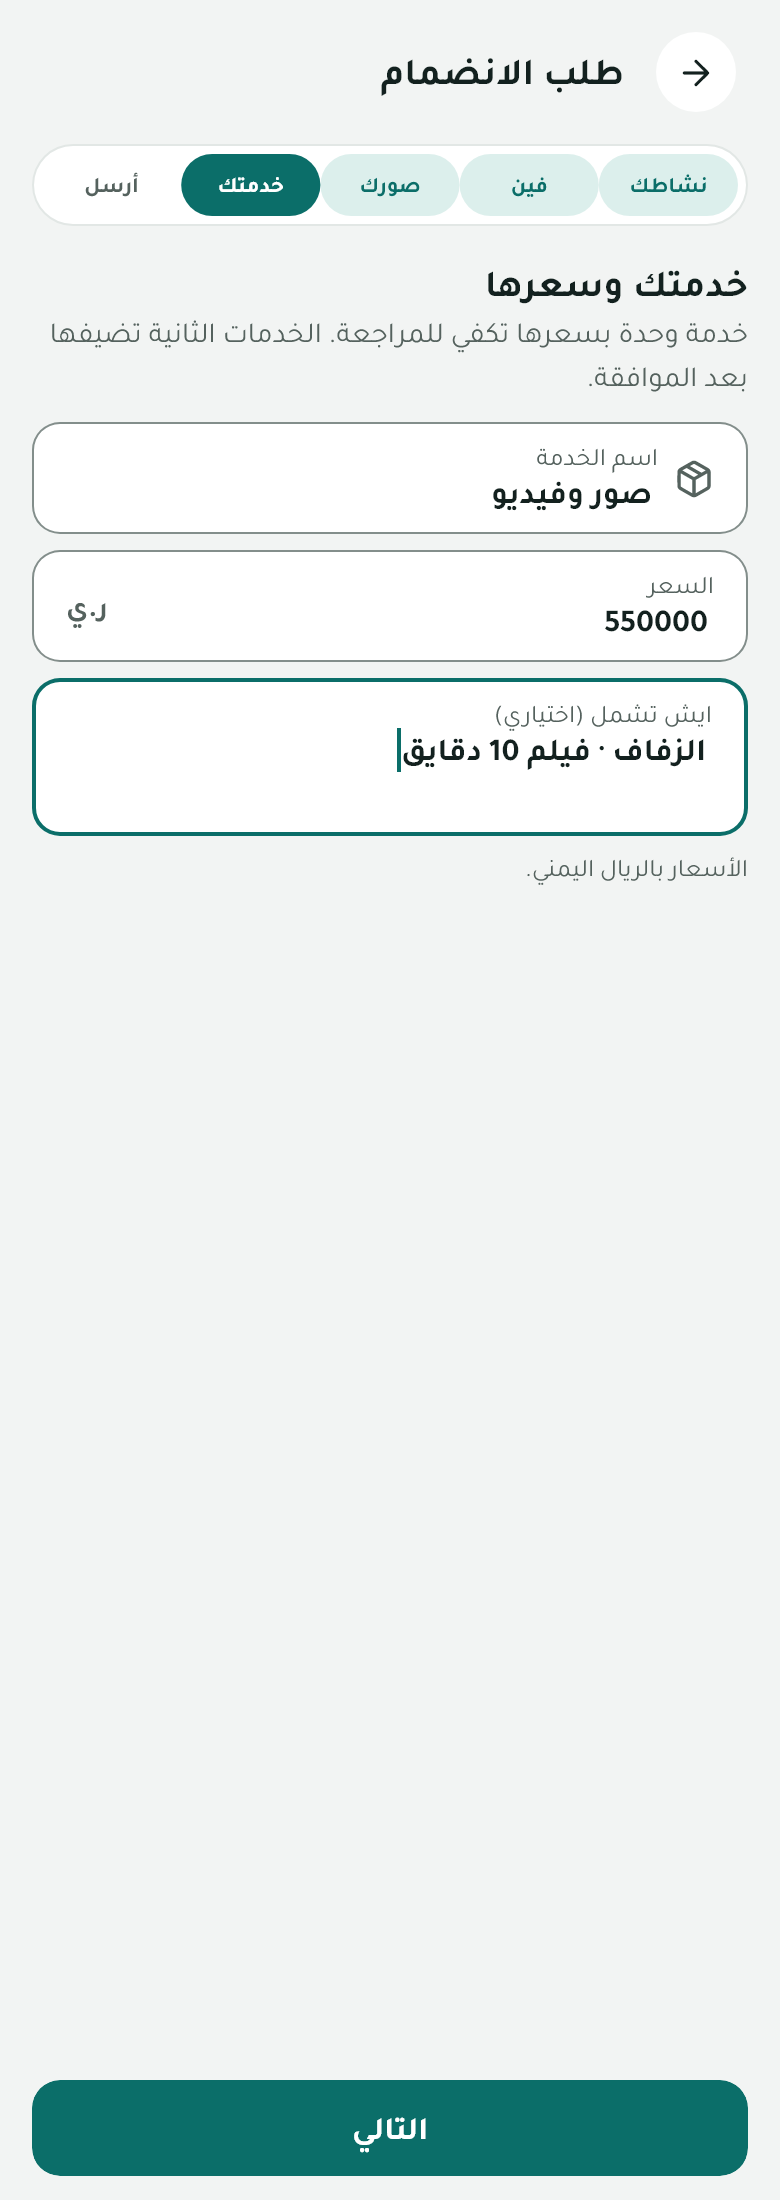 طلب الانضمام
نشاطك
فين
صورك
خدمتك
أرسل
خدمتك وسعرها
خدمة وحدة بسعرها تكفي للمراجعة. الخدمات الثانية تضيفها
بعد الموافقة.
اسم الخدمة
صور وفيديو
السعر
550000
ر.ي
ايش تشمل (اختياري)
الزفاف · فيلم 10 دقايق
الأسعار بالريال اليمني.
التالي